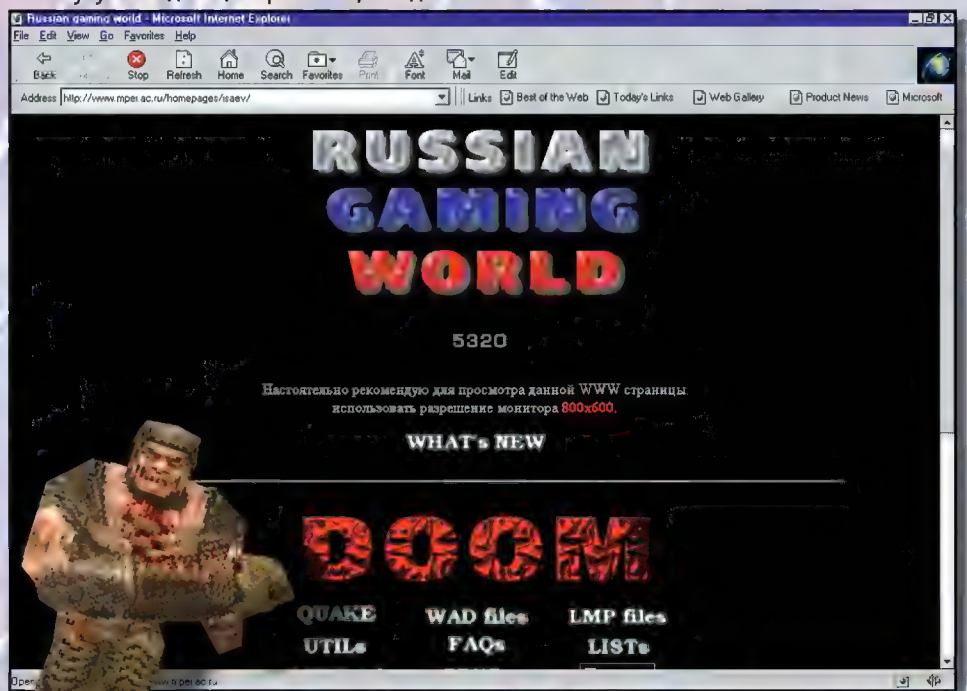 Russian gaming world - Microsoft Internet Explorer
File Edit View Go Favorites Help
Back Stop Refresh Home Search Favorites Print Font Mail Edit
Address http://www.mpei.ac.ru/homepages/isaev/ Links Best of the Web Today's Links Web Gallery Product News Microsoft
RUSSIAN
GAMING
WORLD
5320
Настоятельно рекомендую для просмотра данной WWW страницы
использовать разрешение монитора 800x600.
WHAT's NEW
DOOM
QUAKE WAD files LMP files
UTILs FAQs LISTs